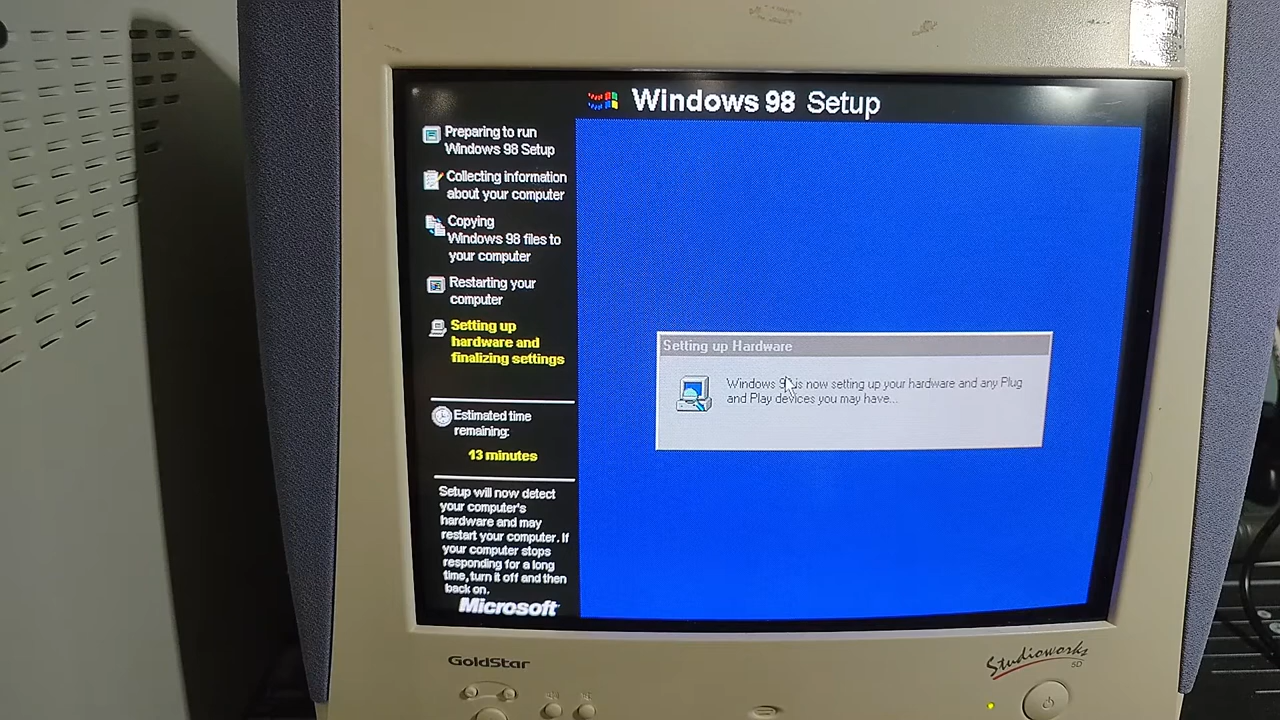 Windows 98 Setup
Preparing to run
Windows 98 Setup
Collecting information
about your computer
Copying
Windows 98 files to
your computer
Restarting your
computer
Setting up
hardware and
finalizing settings
Estimated time
remaining:
13 minutes
Setup will now detect
your computer's
hardware and may
restart your computer. If
your computer stops
responding for a long
time, turn it off and then
back on.
Microsoft
Setting up Hardware
Windows 98 is now setting up your hardware and any Plug
and Play devices you may have...
GoldStar
Studioworks
5D